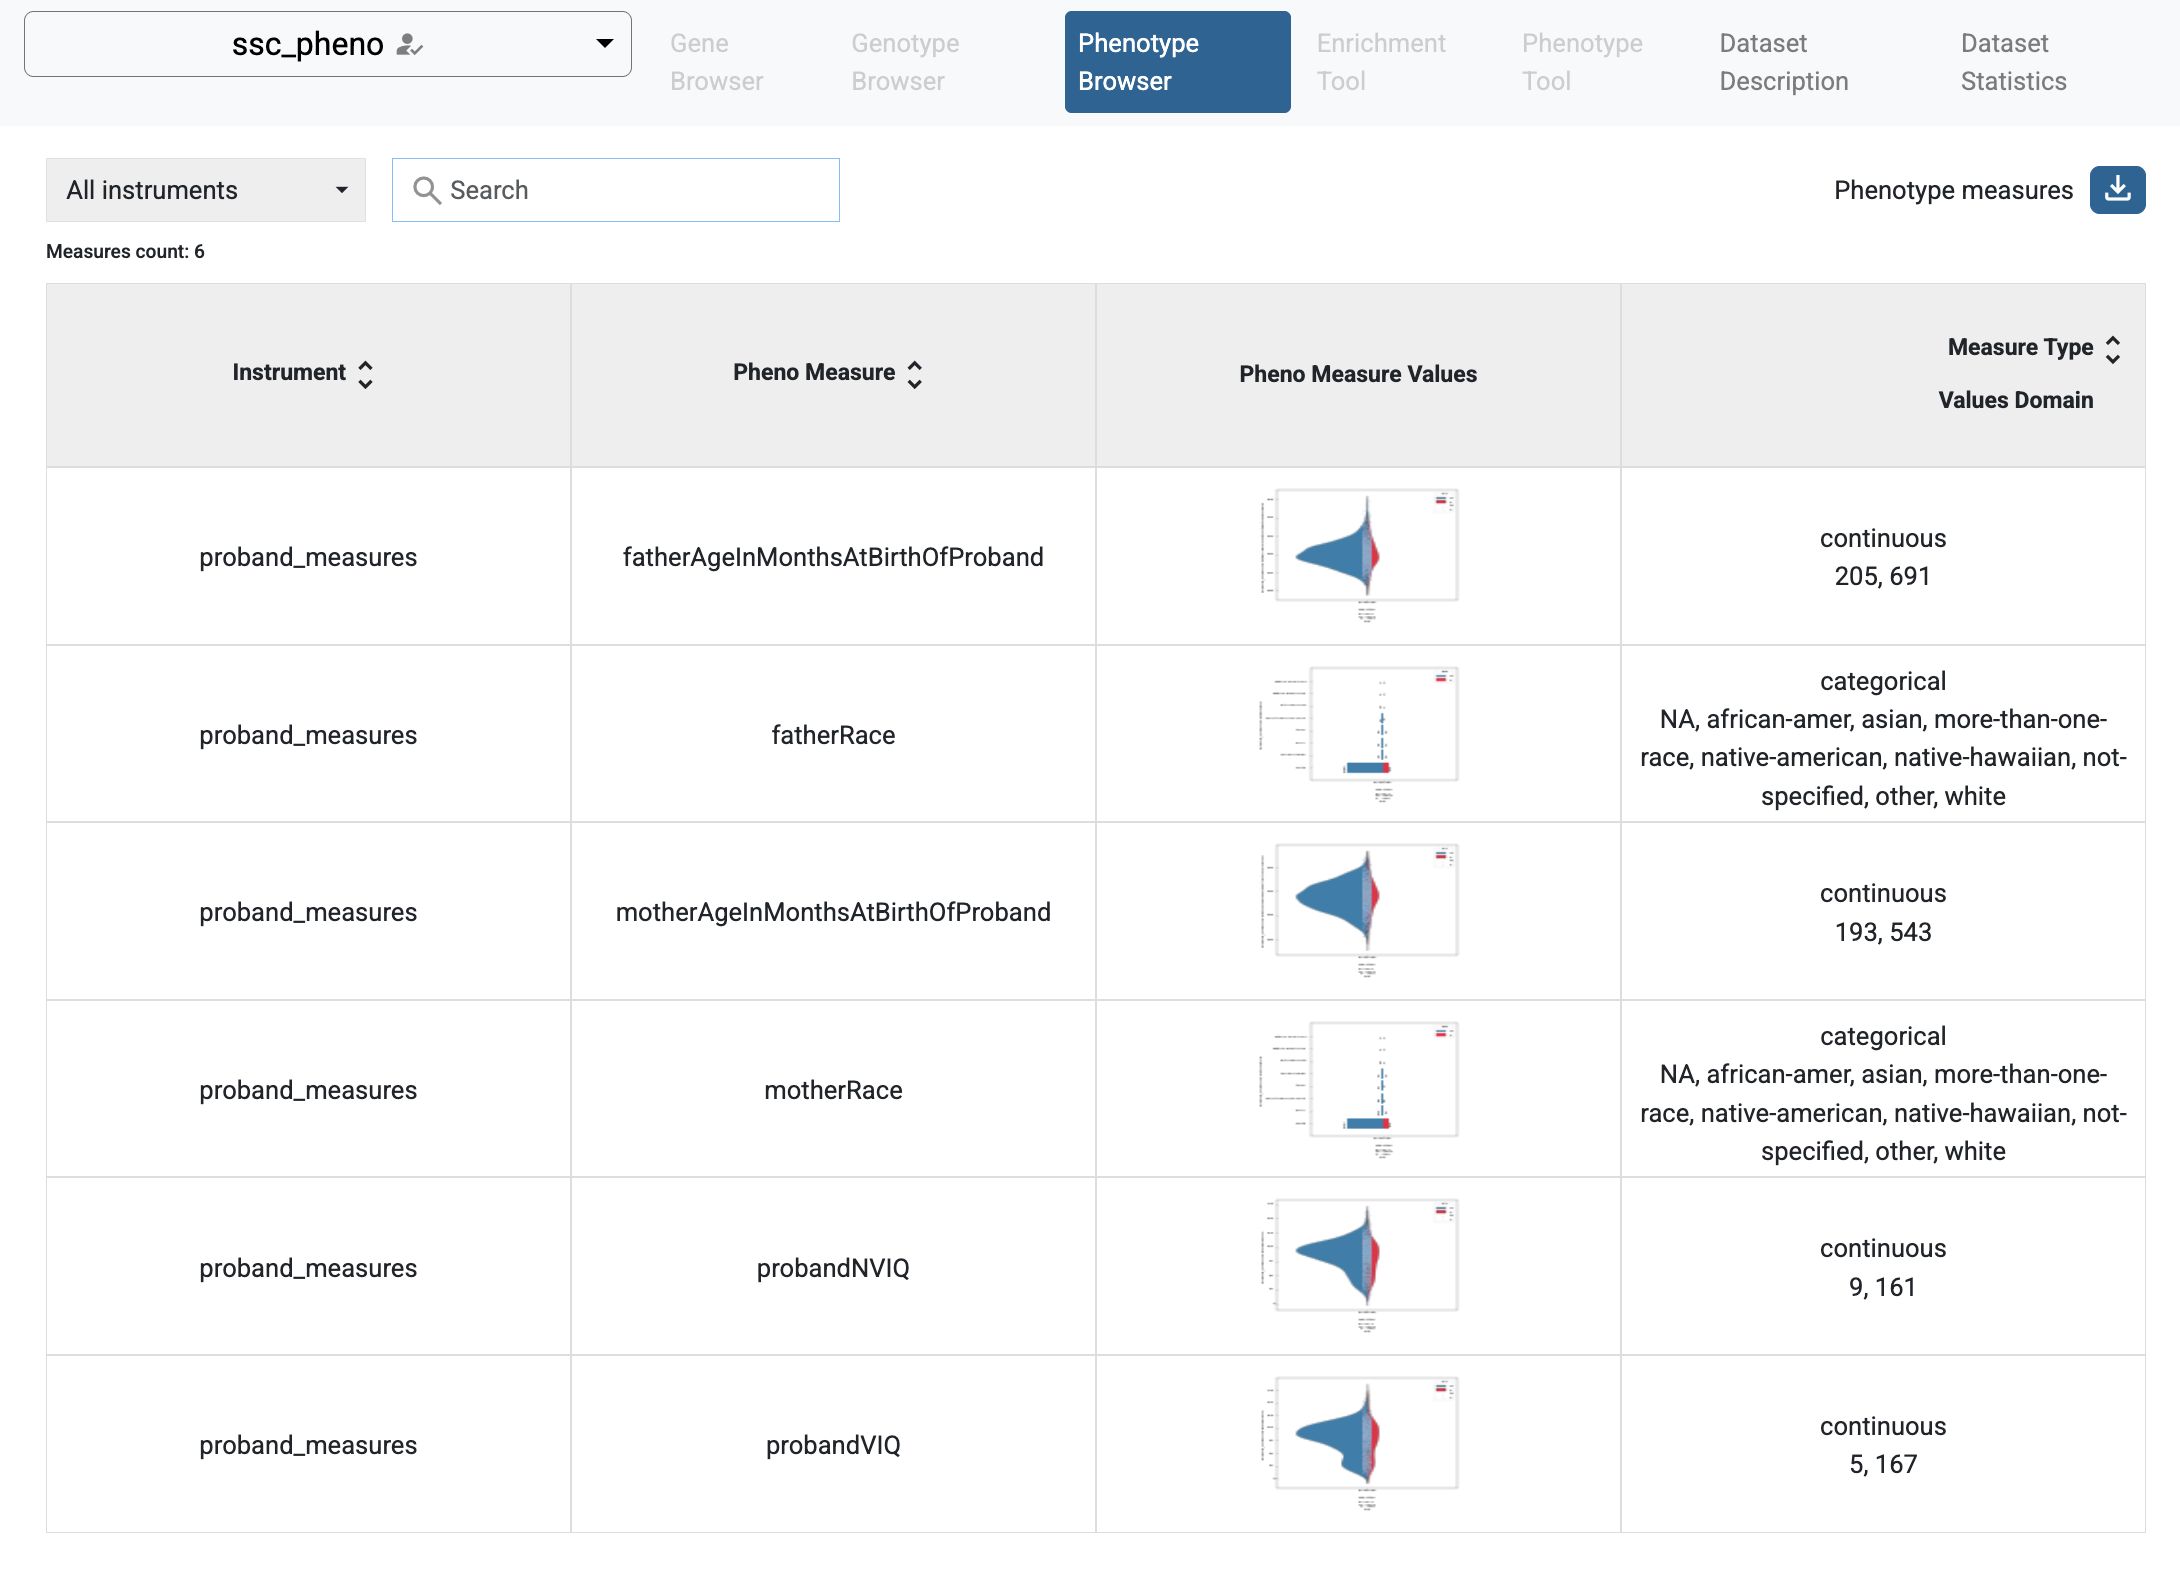 ssc_pheno
Gene
Browser
Genotype
Browser
Phenotype
Browser
Enrichment
Tool
Phenotype
Tool
Dataset
Description
Dataset
Statistics
All instruments
Search
Phenotype measures
Measures count: 6
Instrument
Pheno Measure
Pheno Measure Values
Measure Type
Values Domain
proband_measures
fatherAgeInMonthsAtBirthOfProband
continuous
205, 691
proband_measures
fatherRace
categorical
NA, african-amer, asian, more-than-one-
race, native-american, native-hawaiian, not-
specified, other, white
proband_measures
motherAgeInMonthsAtBirthOfProband
continuous
193, 543
proband_measures
motherRace
categorical
NA, african-amer, asian, more-than-one-
race, native-american, native-hawaiian, not-
specified, other, white
proband_measures
probandNVIQ
continuous
9, 161
proband_measures
probandVIQ
continuous
5, 167